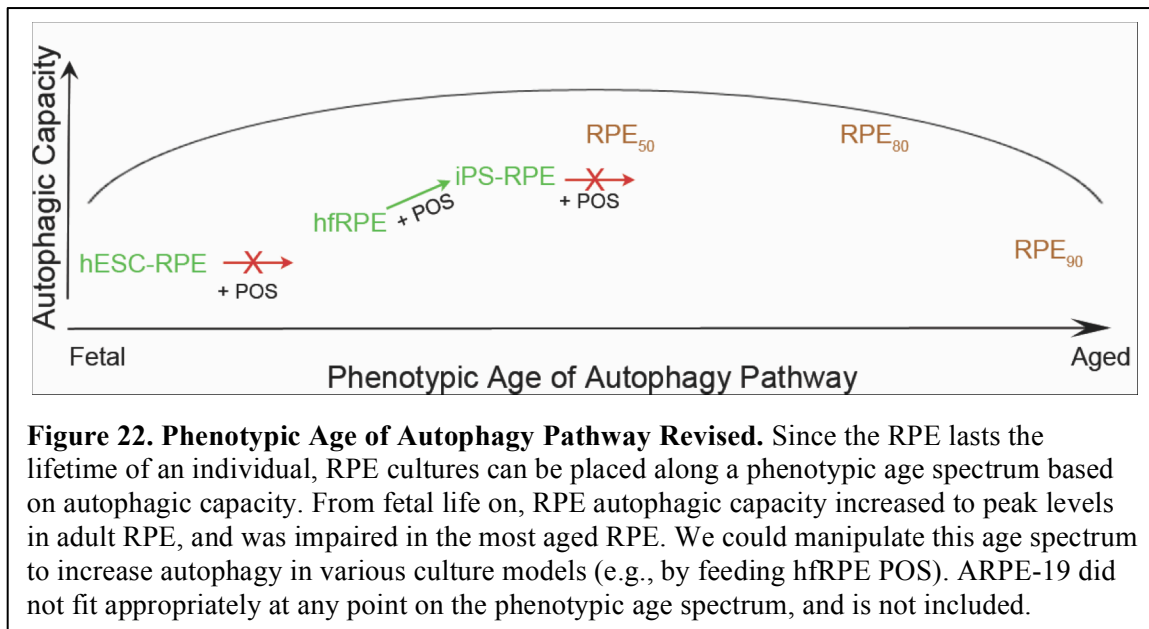 Autophagic Capacity
RPE50
RPE80
iPS-RPE
+ POS
hfRPE
+ POS
RPE90
hESC-RPE
+ POS
Fetal
Aged
Phenotypic Age of Autophagy Pathway
Figure 22. Phenotypic Age of Autophagy Pathway Revised. Since the RPE lasts the
lifetime of an individual, RPE cultures can be placed along a phenotypic age spectrum based
on autophagic capacity. From fetal life on, RPE autophagic capacity increased to peak levels
in adult RPE, and was impaired in the most aged RPE. We could manipulate this age spectrum
to increase autophagy in various culture models (e.g., by feeding hfRPE POS). ARPE-19 did
not fit appropriately at any point on the phenotypic age spectrum, and is not included.